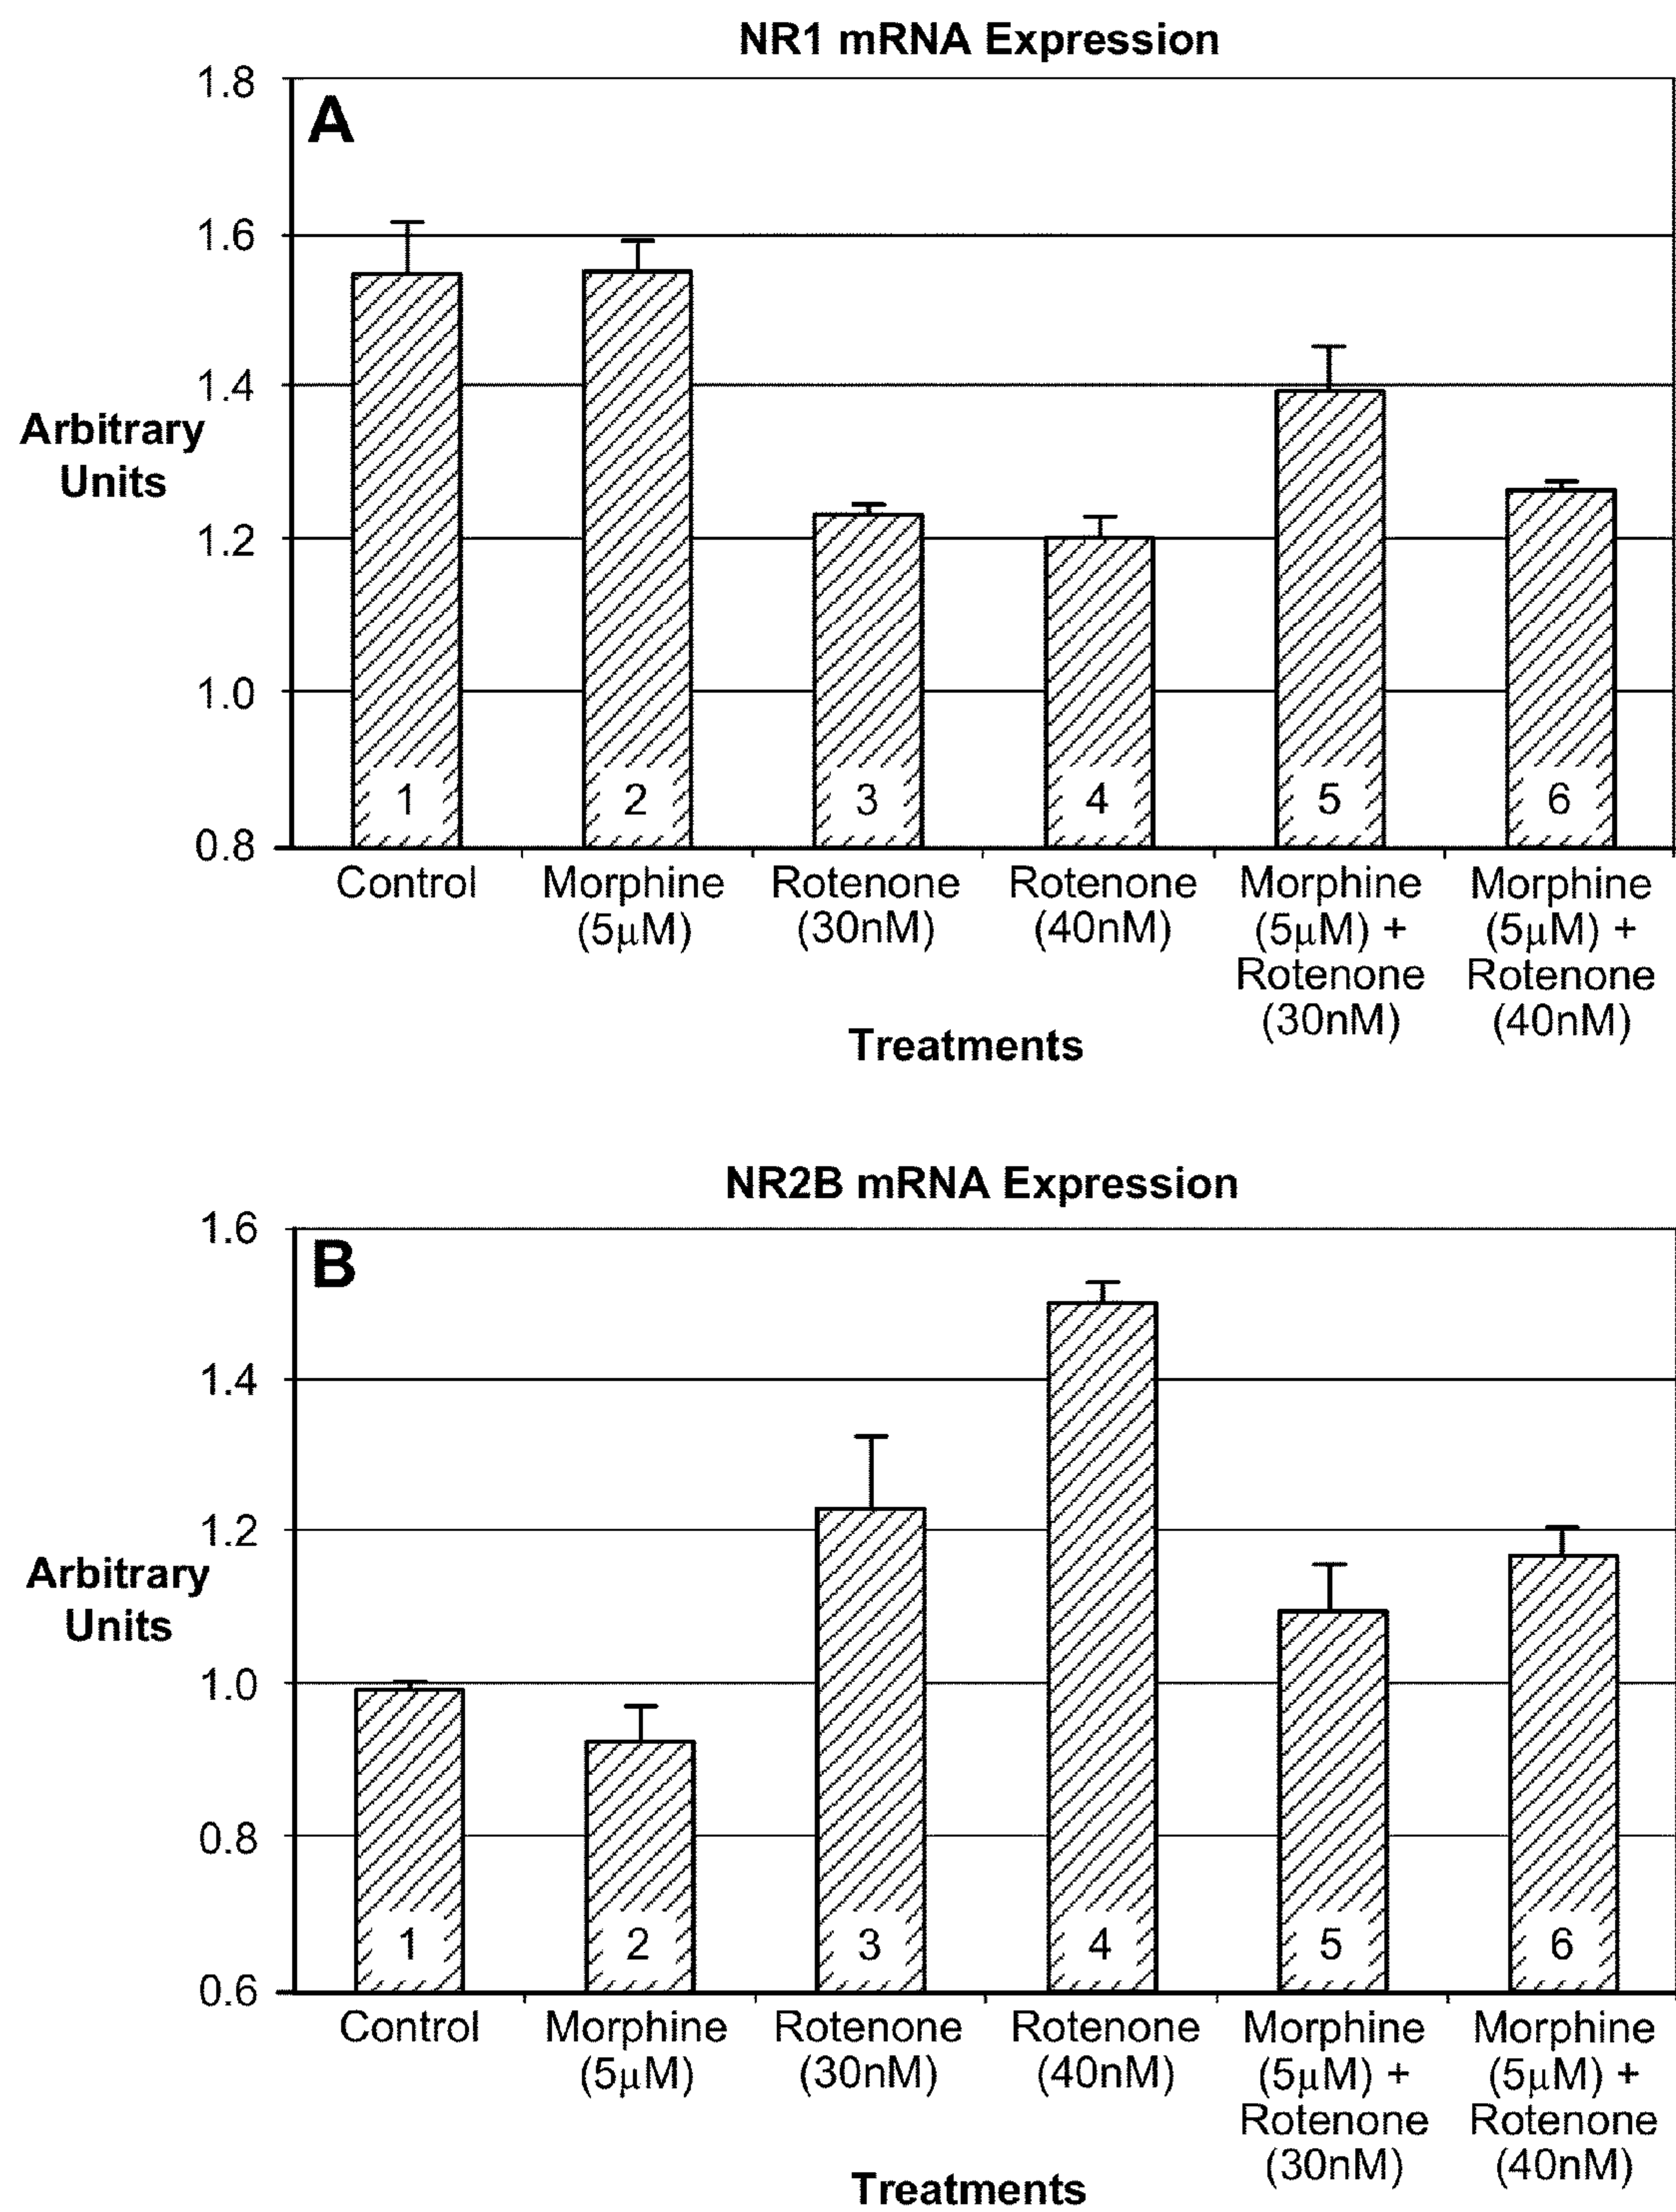 NR1 mRNA Expression
A
1.8
1.6
1.4
1.2
1.0
0.8
Arbitrary
Units
1 2 3 4 5 6
Control Morphine Rotenone Rotenone Morphine Morphine
(5μM) (30nM) (40nM) (5μM) + (5μM) +
Rotenone Rotenone
(30nM) (40nM)
Treatments
NR2B mRNA Expression
B
1.6
1.4
1.2
1.0
0.8
0.6
Arbitrary
Units
1 2 3 4 5 6
Control Morphine Rotenone Rotenone Morphine Morphine
(5μM) (30nM) (40nM) (5μM) + (5μM) +
Rotenone Rotenone
(30nM) (40nM)
Treatments